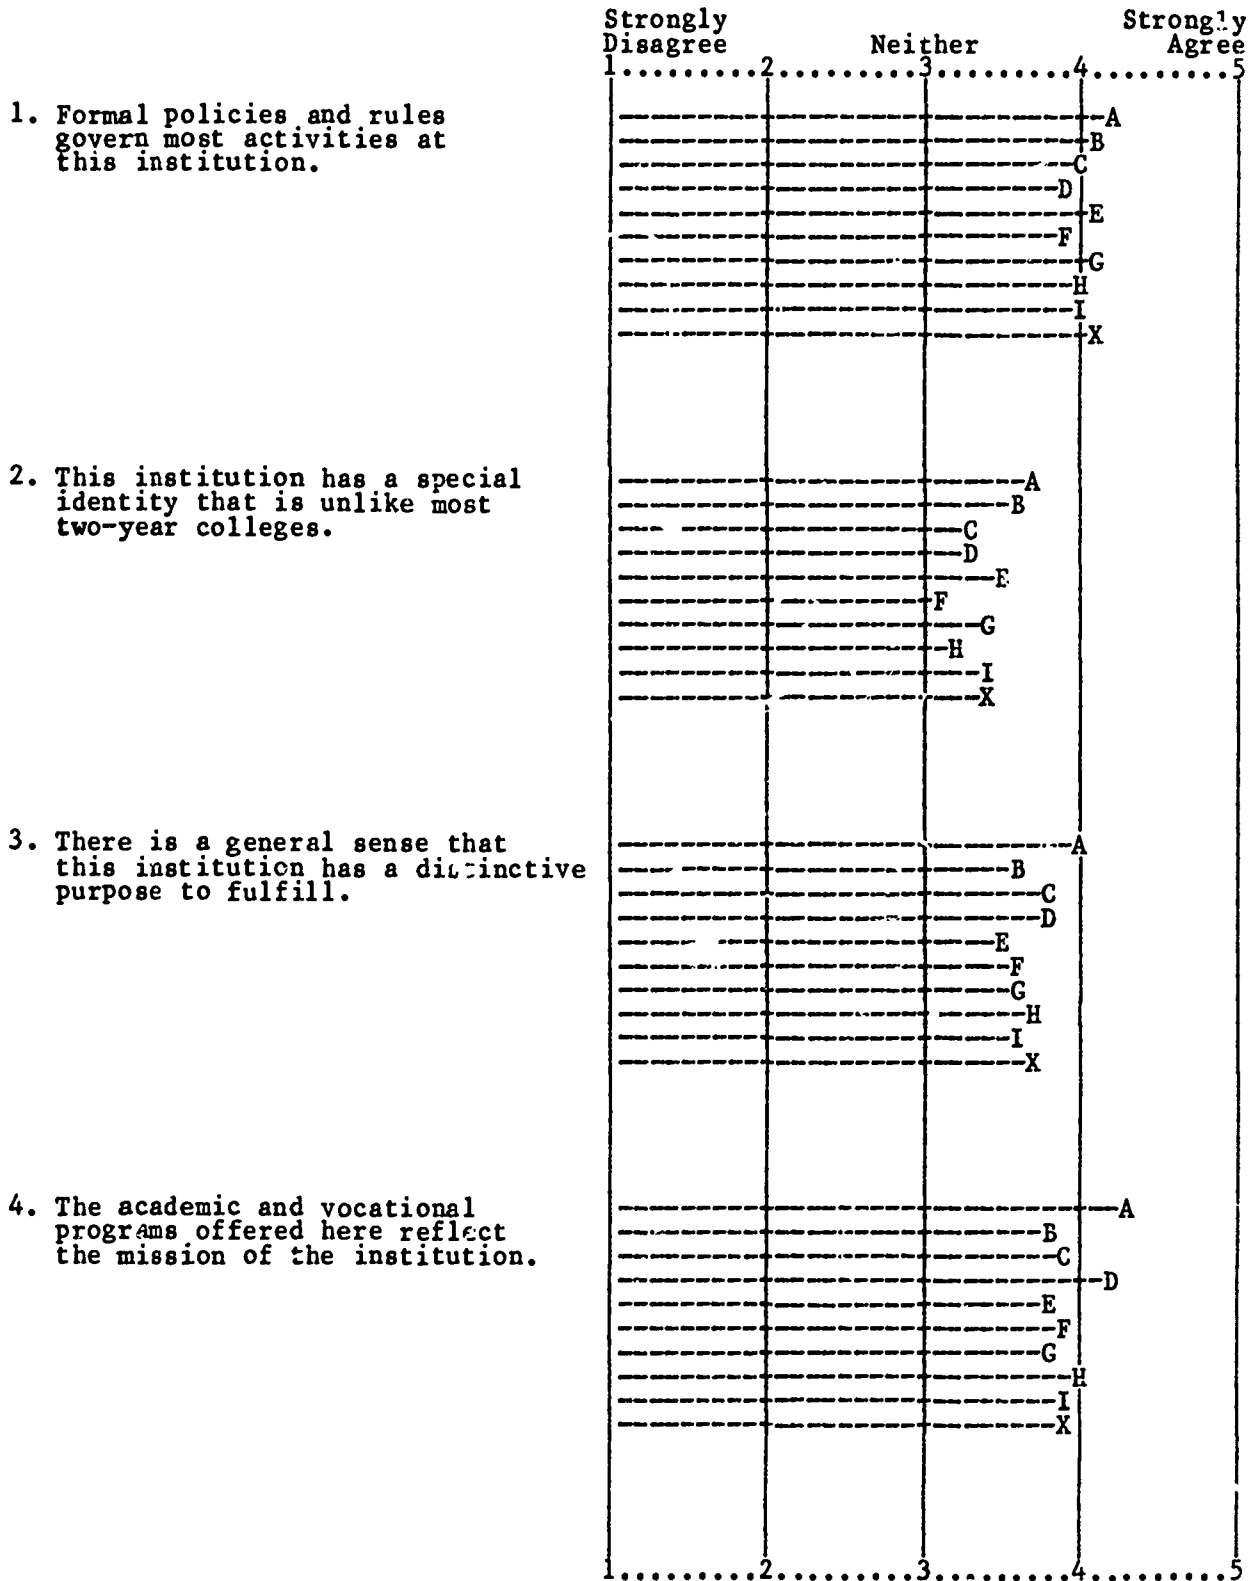 Strongly Strongly
Disagree Neither Agree
1.........2.........3.........4.........5
1. Formal policies and rules
govern most activities at
this institution.
A
B
C
D
E
F
G
H
I
X
2. This institution has a special
identity that is unlike most
two-year colleges.
A
B
C
D
E
F
G
H
I
X
3. There is a general sense that
this institution has a distinctive
purpose to fulfill.
A
B
C
D
E
F
G
H
I
X
4. The academic and vocational
programs offered here reflect
the mission of the institution.
A
B
C
D
E
F
G
H
I
X
1.........2.........3.........4.........5